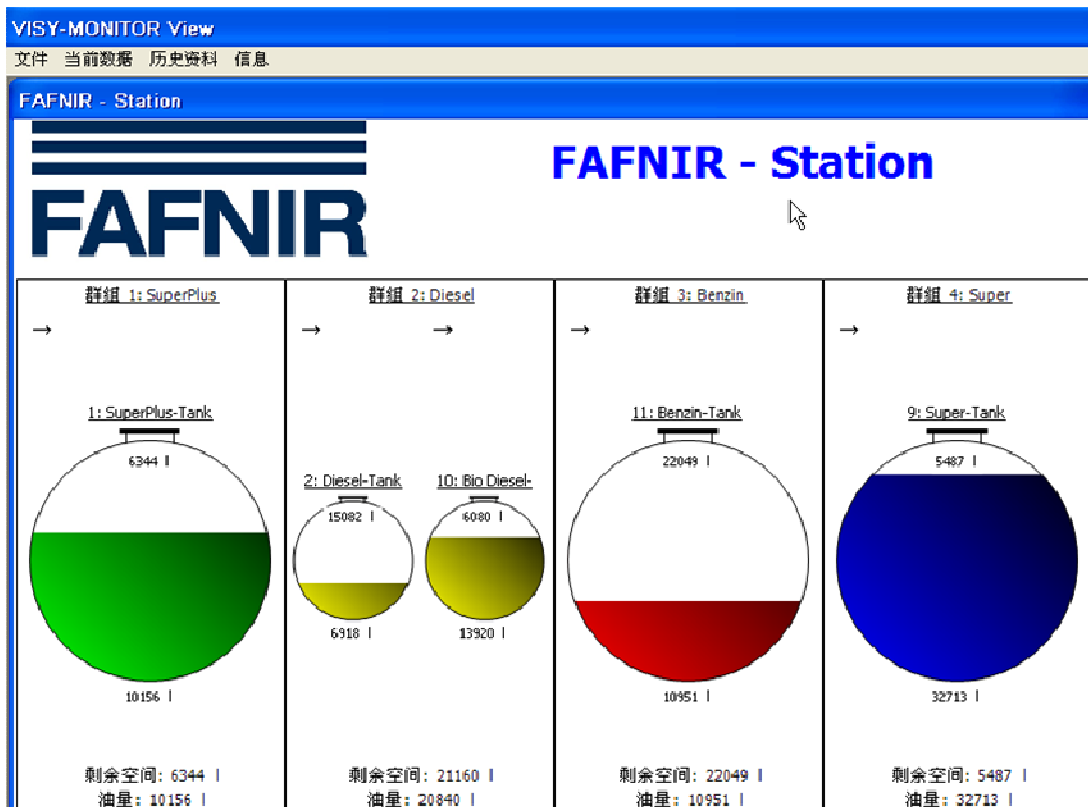 VISY-MONITOR View
文件 当前数据 历史资料 信息
FAFNIR - Station
FAFNIR
FAFNIR - Station
群组 1: SuperPlus
→
1: SuperPlus-Tank
6344 l
10156 l
剩余空间: 6344 l
油量: 10156 l
群组 2: Diesel
→ →
2: Diesel-Tank
15082 l
6918 l
10: Bio Diesel-
6080 l
13920 l
剩余空间: 21160 l
油量: 20840 l
群组 3: Benzin
→
11: Benzin-Tank
22049 l
10951 l
剩余空间: 22049 l
油量: 10951 l
群组 4: Super
→
9: Super-Tank
5487 l
32713 l
剩余空间: 5487 l
油量: 32713 l